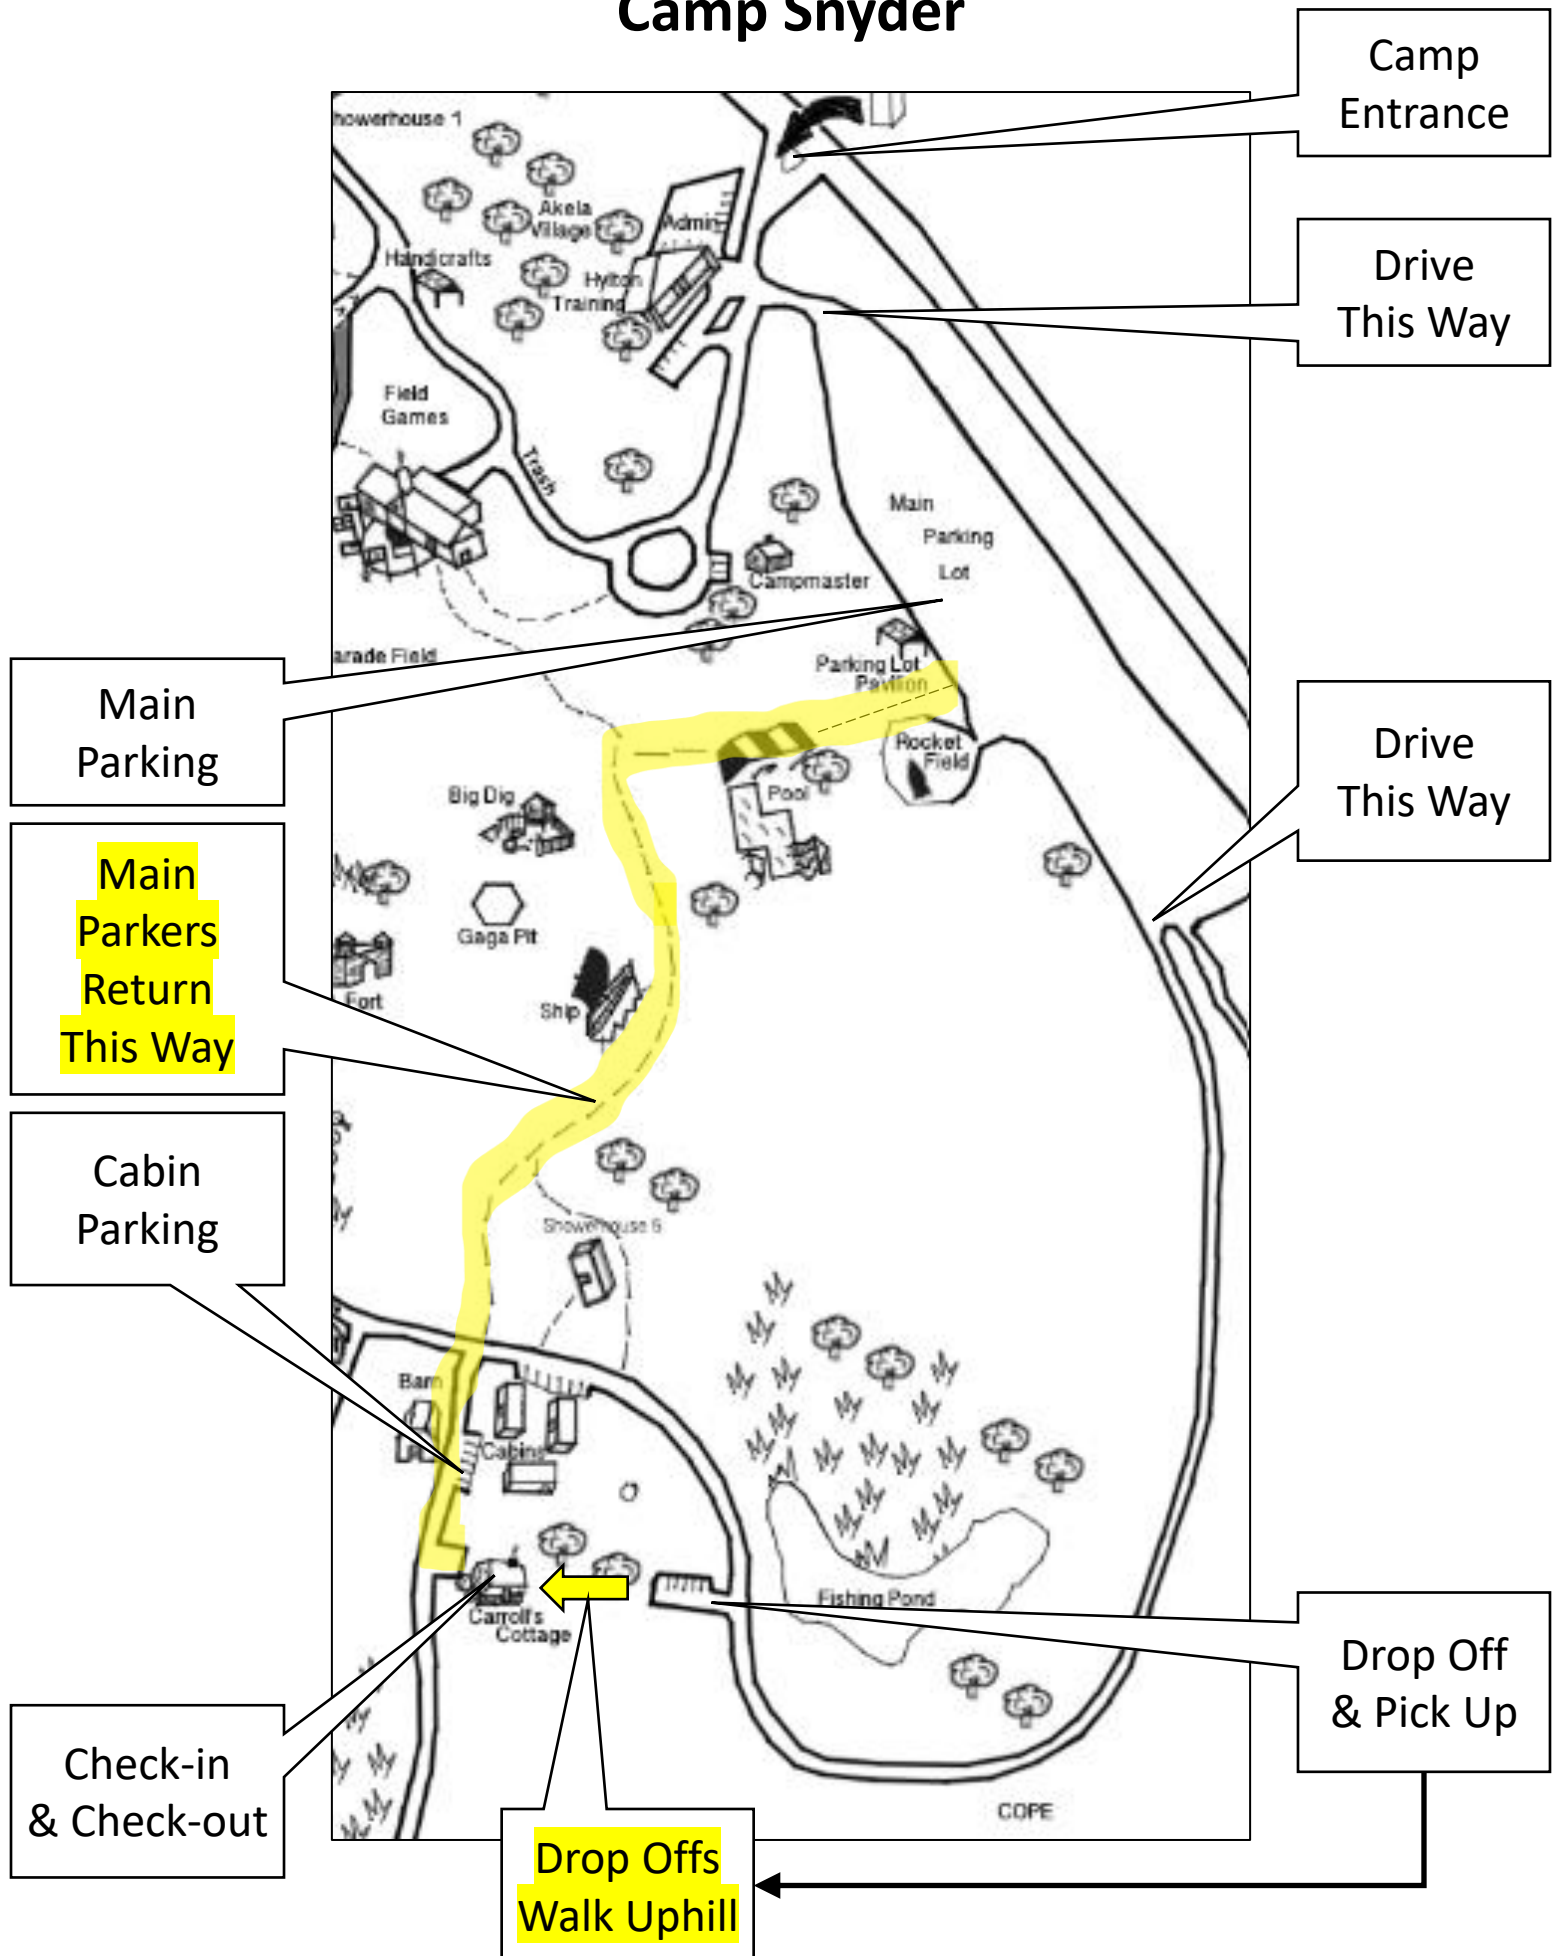 Camp Snyder
Camp
Entrance
Drive
This Way
howerhouse 1
Akela
Village
Admin
Handicrafts
Hylton
Training
Field
Games
Trash
Main
Parking
Lot
Campmaster
arade Field
Parking Lot
Pavilion
Main
Parking
Rocket
Field
Drive
This Way
Big Dig
Pool
Main
Parkers
Return
This Way
Gaga Pit
Fort
Ship
Cabin
Parking
Showerhouse 5
Barn
Cabins
Carroll's
Cottage
Fishing Pond
Drop Off
& Pick Up
Check-in
& Check-out
COPE
Drop Offs
Walk Uphill